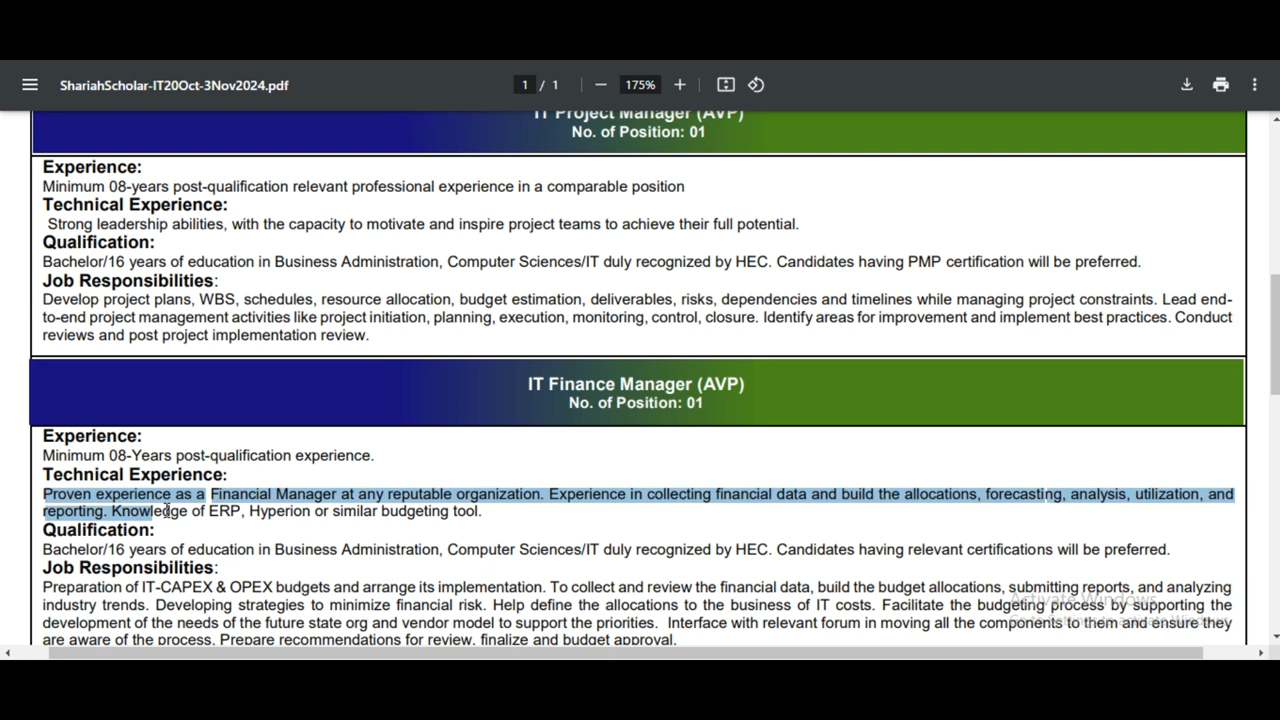 ShariahScholar-IT20Oct-3Nov2024.pdf
1 / 1
175%
IT Project Manager (AVP)
No. of Position: 01
Experience:
Minimum 08-years post-qualification relevant professional experience in a comparable position
Technical Experience:
Strong leadership abilities, with the capacity to motivate and inspire project teams to achieve their full potential.
Qualification:
Bachelor/16 years of education in Business Administration, Computer Sciences/IT duly recognized by HEC. Candidates having PMP certification will be preferred.
Job Responsibilities:
Develop project plans, WBS, schedules, resource allocation, budget estimation, deliverables, risks, dependencies and timelines while managing project constraints. Lead end-
to-end project management activities like project initiation, planning, execution, monitoring, control, closure. Identify areas for improvement and implement best practices. Conduct
reviews and post project implementation review.
IT Finance Manager (AVP)
No. of Position: 01
Experience:
Minimum 08-Years post-qualification experience.
Technical Experience:
Proven experience as a Financial Manager at any reputable organization. Experience in collecting financial data and build the allocations, forecasting, analysis, utilization, and
reporting. Knowledge of ERP, Hyperion or similar budgeting tool.
Qualification:
Bachelor/16 years of education in Business Administration, Computer Sciences/IT duly recognized by HEC. Candidates having relevant certifications will be preferred.
Job Responsibilities:
Preparation of IT-CAPEX & OPEX budgets and arrange its implementation. To collect and review the financial data, build the budget allocations, submitting reports, and analyzing
industry trends. Developing strategies to minimize financial risk. Help define the allocations to the business of IT costs. Facilitate the budgeting process by supporting the
development of the needs of the future state org and vendor model to support the priorities. Interface with relevant forum in moving all the components to them and ensure they
are aware of the process. Prepare recommendations for review, finalize and budget approval.
Activate Windows
Go to Settings to activate Windows.